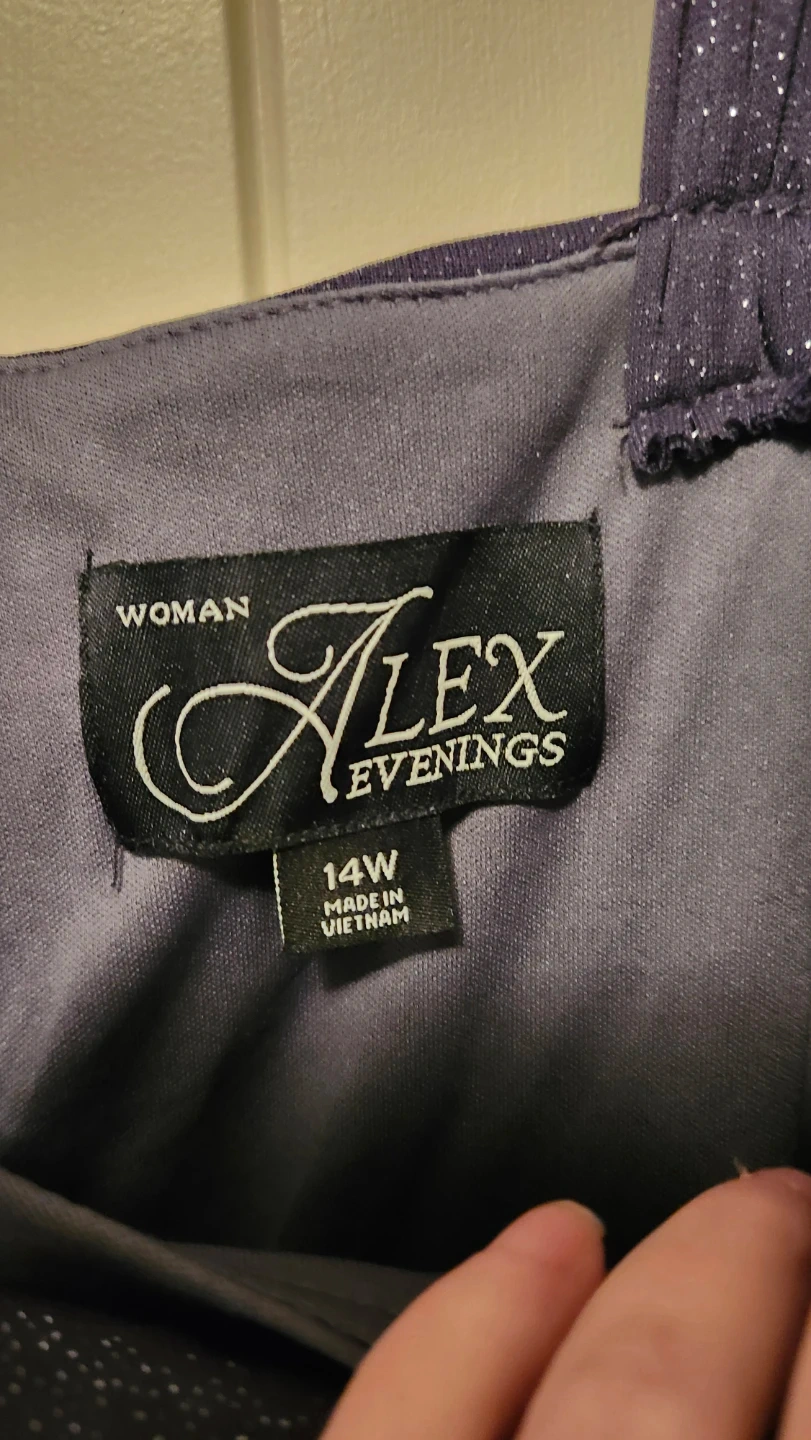 WOMAN
ALEX
EVENINGS
14W
MADE IN
VIETNAM